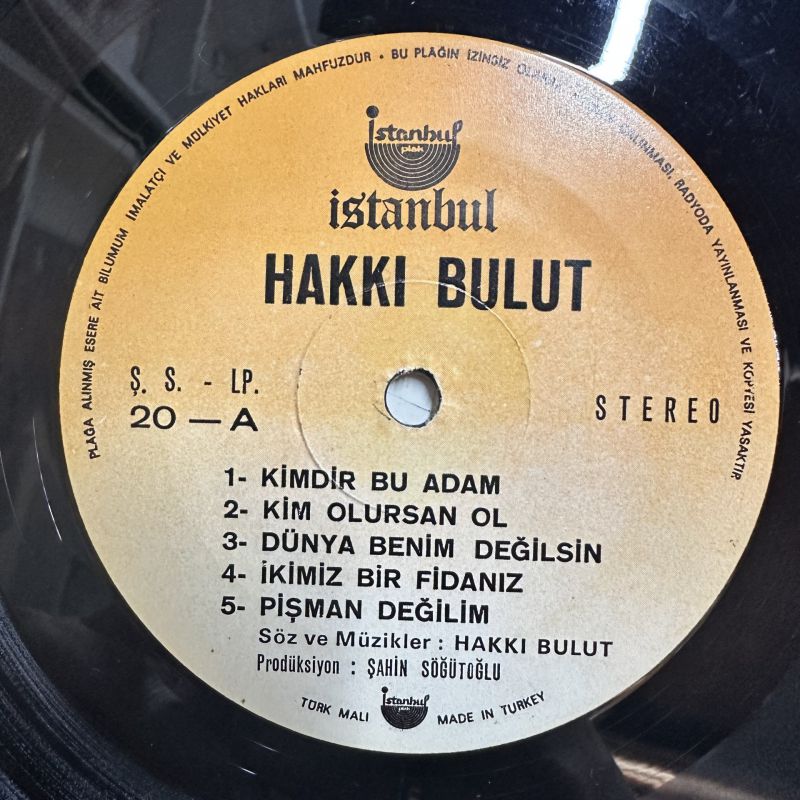 PLAĞA ALINMIŞ ESERE AİT BİLUMUM İMALATÇI VE MÜLKİYET HAKLARI MAHFUZDUR • BU PLAĞIN İZİNSİZ ÇALINMASI, RADYODA YAYINLANMASI VE KOPYESİ YASAKTIR
istanbul
plak
istanbul
HAKKI BULUT
Ş. S. - LP.
20 — A
STEREO
1- KİMDİR BU ADAM
2- KİM OLURSAN OL
3- DÜNYA BENİM DEĞİLSİN
4- İKİMİZ BİR FİDANIZ
5- PİŞMAN DEĞİLİM
Söz ve Müzikler : HAKKI BULUT
Prodüksiyon : ŞAHİN SÖĞÜTOĞLU
TÜRK MALI
istanbul
plak
MADE IN TURKEY